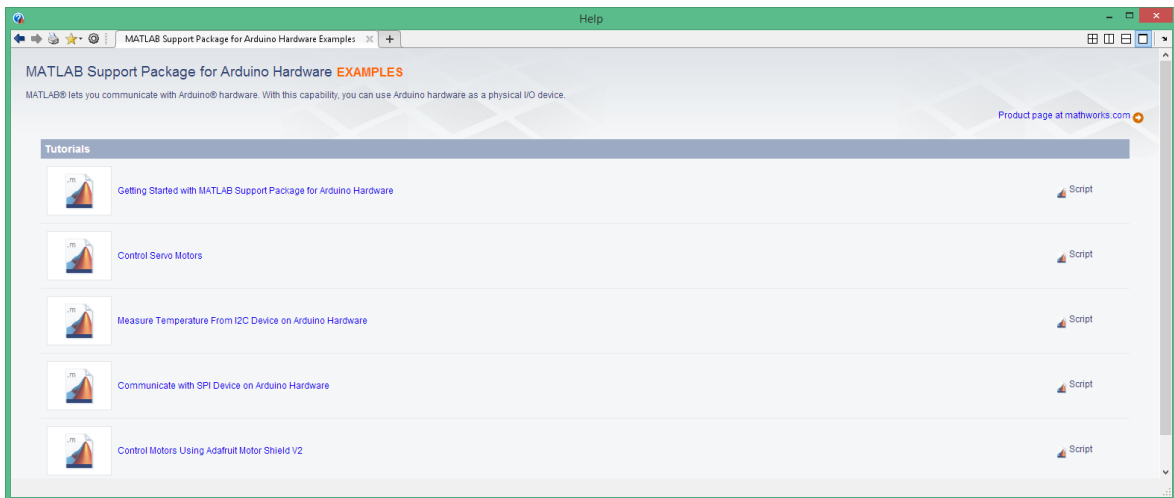 Help
MATLAB Support Package for Arduino Hardware Examples
MATLAB Support Package for Arduino Hardware EXAMPLES
MATLAB® lets you communicate with Arduino® hardware. With this capability, you can use Arduino hardware as a physical I/O device.
Product page at mathworks.com
Tutorials
.m
Getting Started with MATLAB Support Package for Arduino Hardware
Script
.m
Control Servo Motors
Script
.m
Measure Temperature From I2C Device on Arduino Hardware
Script
.m
Communicate with SPI Device on Arduino Hardware
Script
.m
Control Motors Using Adafruit Motor Shield V2
Script